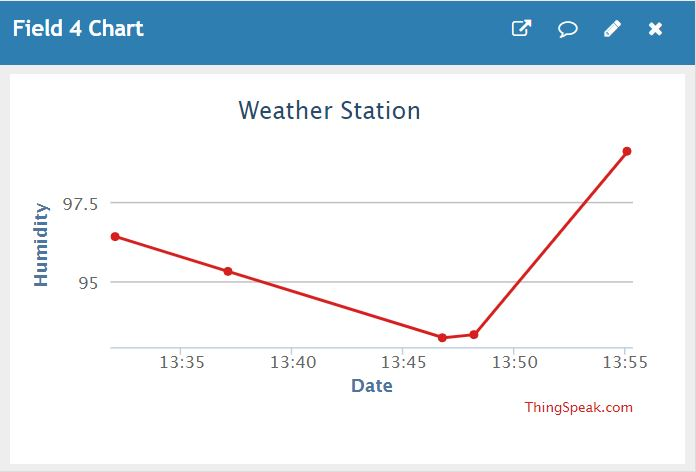 Field 4 Chart
Weather Station
Humidity
97.5
95
13:35 13:40 13:45 13:50 13:55
Date
ThingSpeak.com